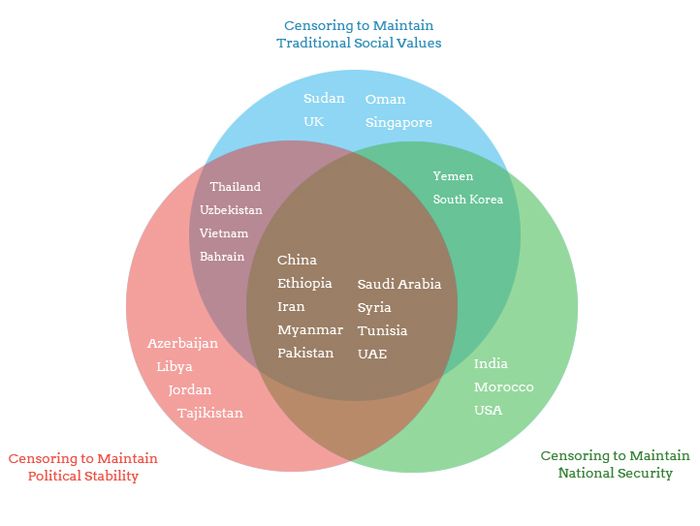 Censoring to Maintain
Traditional Social Values
Sudan Oman
UK Singapore
Thailand
Uzbekistan
Vietnam
Bahrain
Yemen
South Korea
China
Ethiopia
Iran
Myanmar
Pakistan
Saudi Arabia
Syria
Tunisia
UAE
Azerbaijan
Libya
Jordan
Tajikistan
India
Morocco
USA
Censoring to Maintain
Political Stability
Censoring to Maintain
National Security